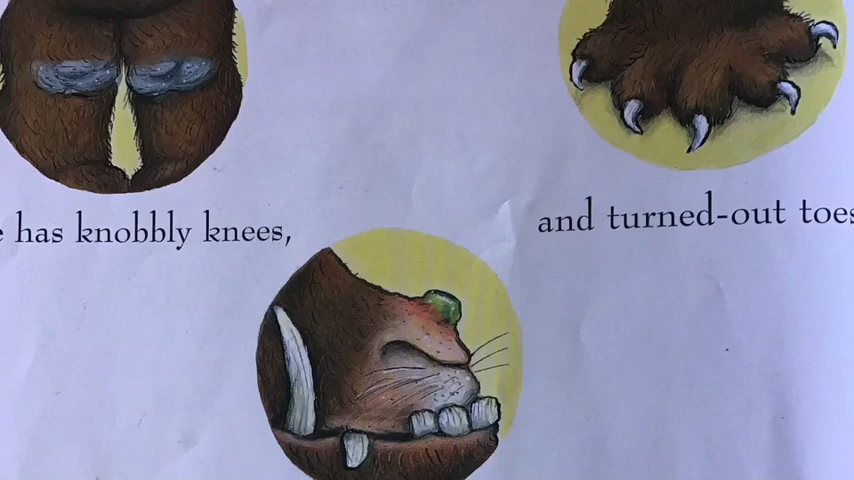 has knobbly knees,
and turned-out toes